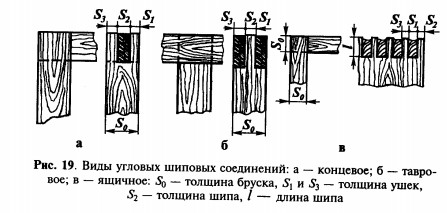 S₃ S₂ S₁
S₃ S₂ S₁
S₃ S₁ S₂
S₀
l
S₀
S₀
S₀
а
б
в
Рис. 19. Виды угловых шиповых соединений: а — концевое; б — тавро-
вое; в — ящичное: S₀ — толщина бруска, S₁ и S₃ — толщина ушек,
S₂ — толщина шипа, l — длина шипа